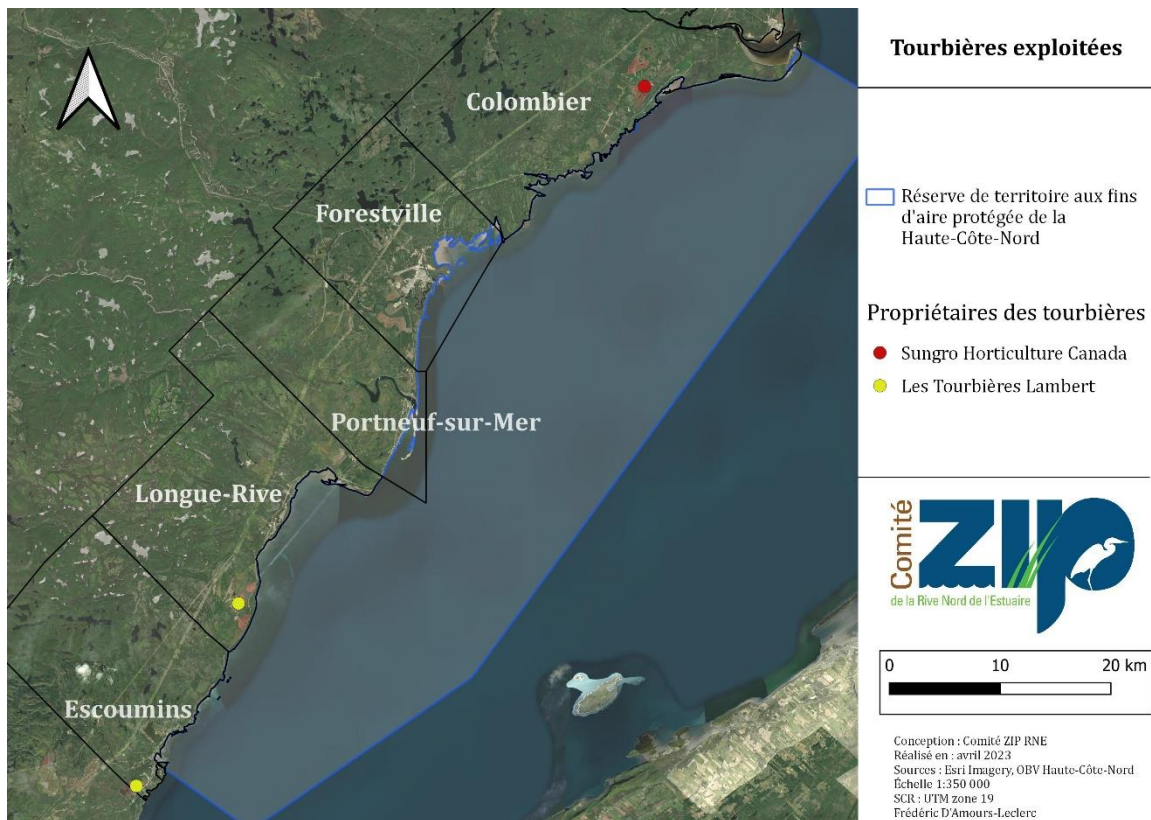 Colombier
Forestville
Portneuf-sur-Mer
Longue-Rive
Escoumins
Tourbières exploitées
Réserve de territoire aux fins
d'aire protégée de la
Haute-Côte-Nord
Propriétaires des tourbières
Sungro Horticulture Canada
Les Tourbières Lambert
Comité
ZIP
de la Rive Nord de l'Estuaire
0 10 20 km
Conception : Comité ZIP RNE
Réalisé en : avril 2023
Sources : Esri Imagery, OBV Haute-Côte-Nord
Échelle 1:350 000
SCR : UTM zone 19
Frédéric D'Amours-Leclerc